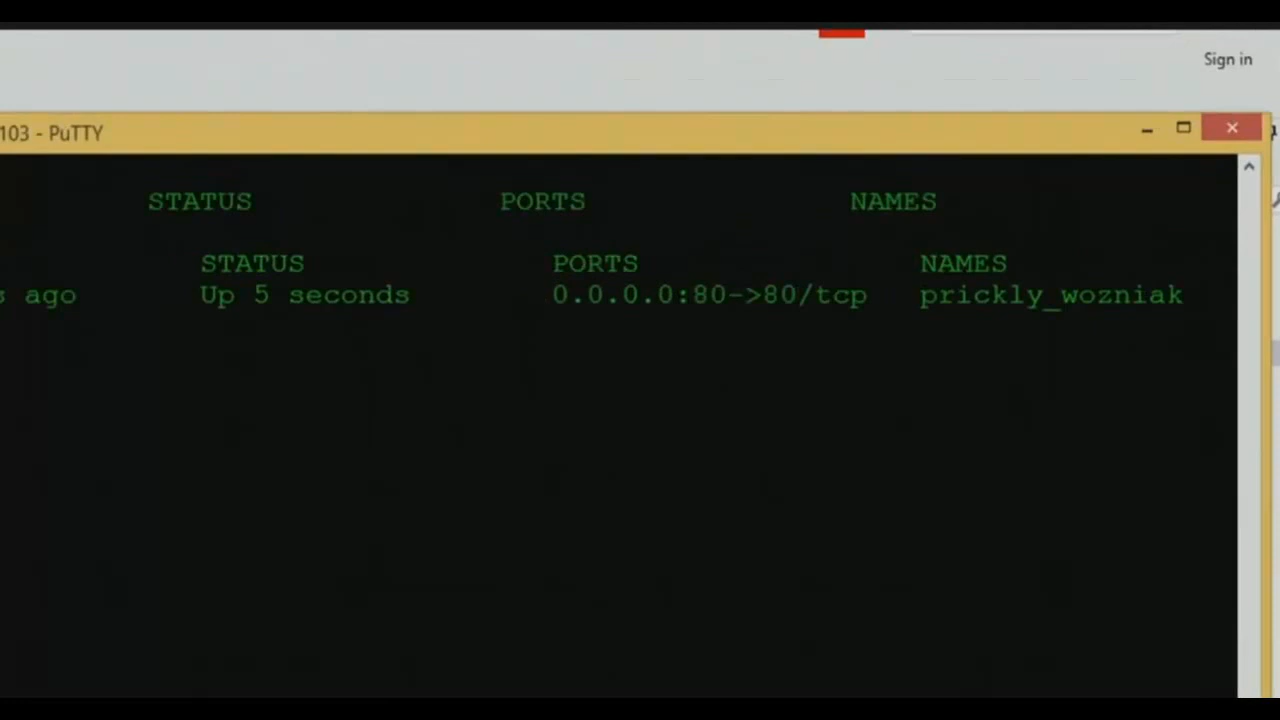 Sign in
103 - PuTTY
STATUS PORTS NAMES
STATUS PORTS NAMES
s ago Up 5 seconds 0.0.0.0:80->80/tcp prickly_wozniak